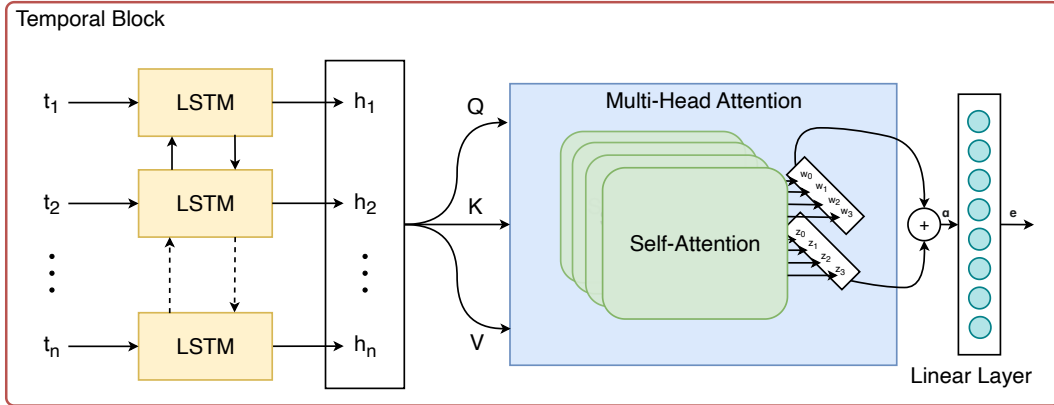 Temporal Block
t1
LSTM
h1
t2
LSTM
h2
tn
LSTM
hn
Q
K
V
Multi-Head Attention
Self-Attention
w0
w1
w2
w3
z0
z1
z2
z3
+
a
e
Linear Layer